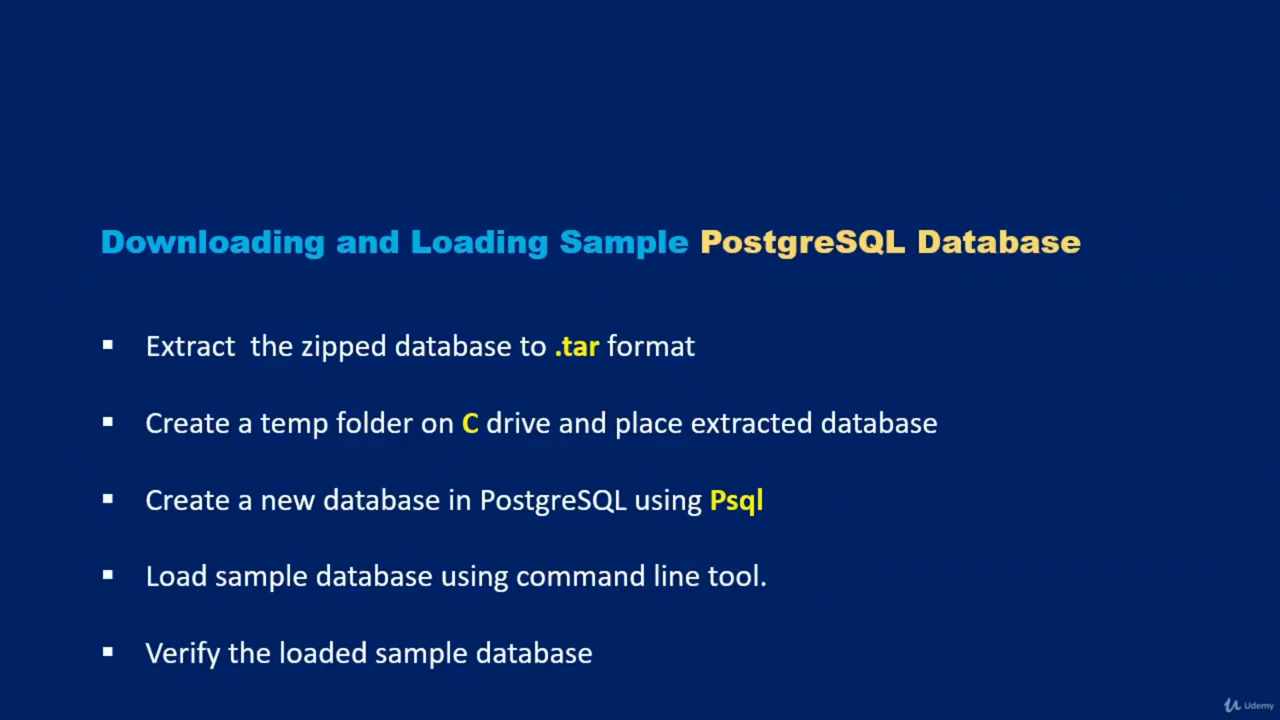 Downloading and Loading Sample PostgreSQL Database
▪ Extract the zipped database to .tar format
▪ Create a temp folder on C drive and place extracted database
▪ Create a new database in PostgreSQL using Psql
▪ Load sample database using command line tool.
▪ Verify the loaded sample database
Udemy